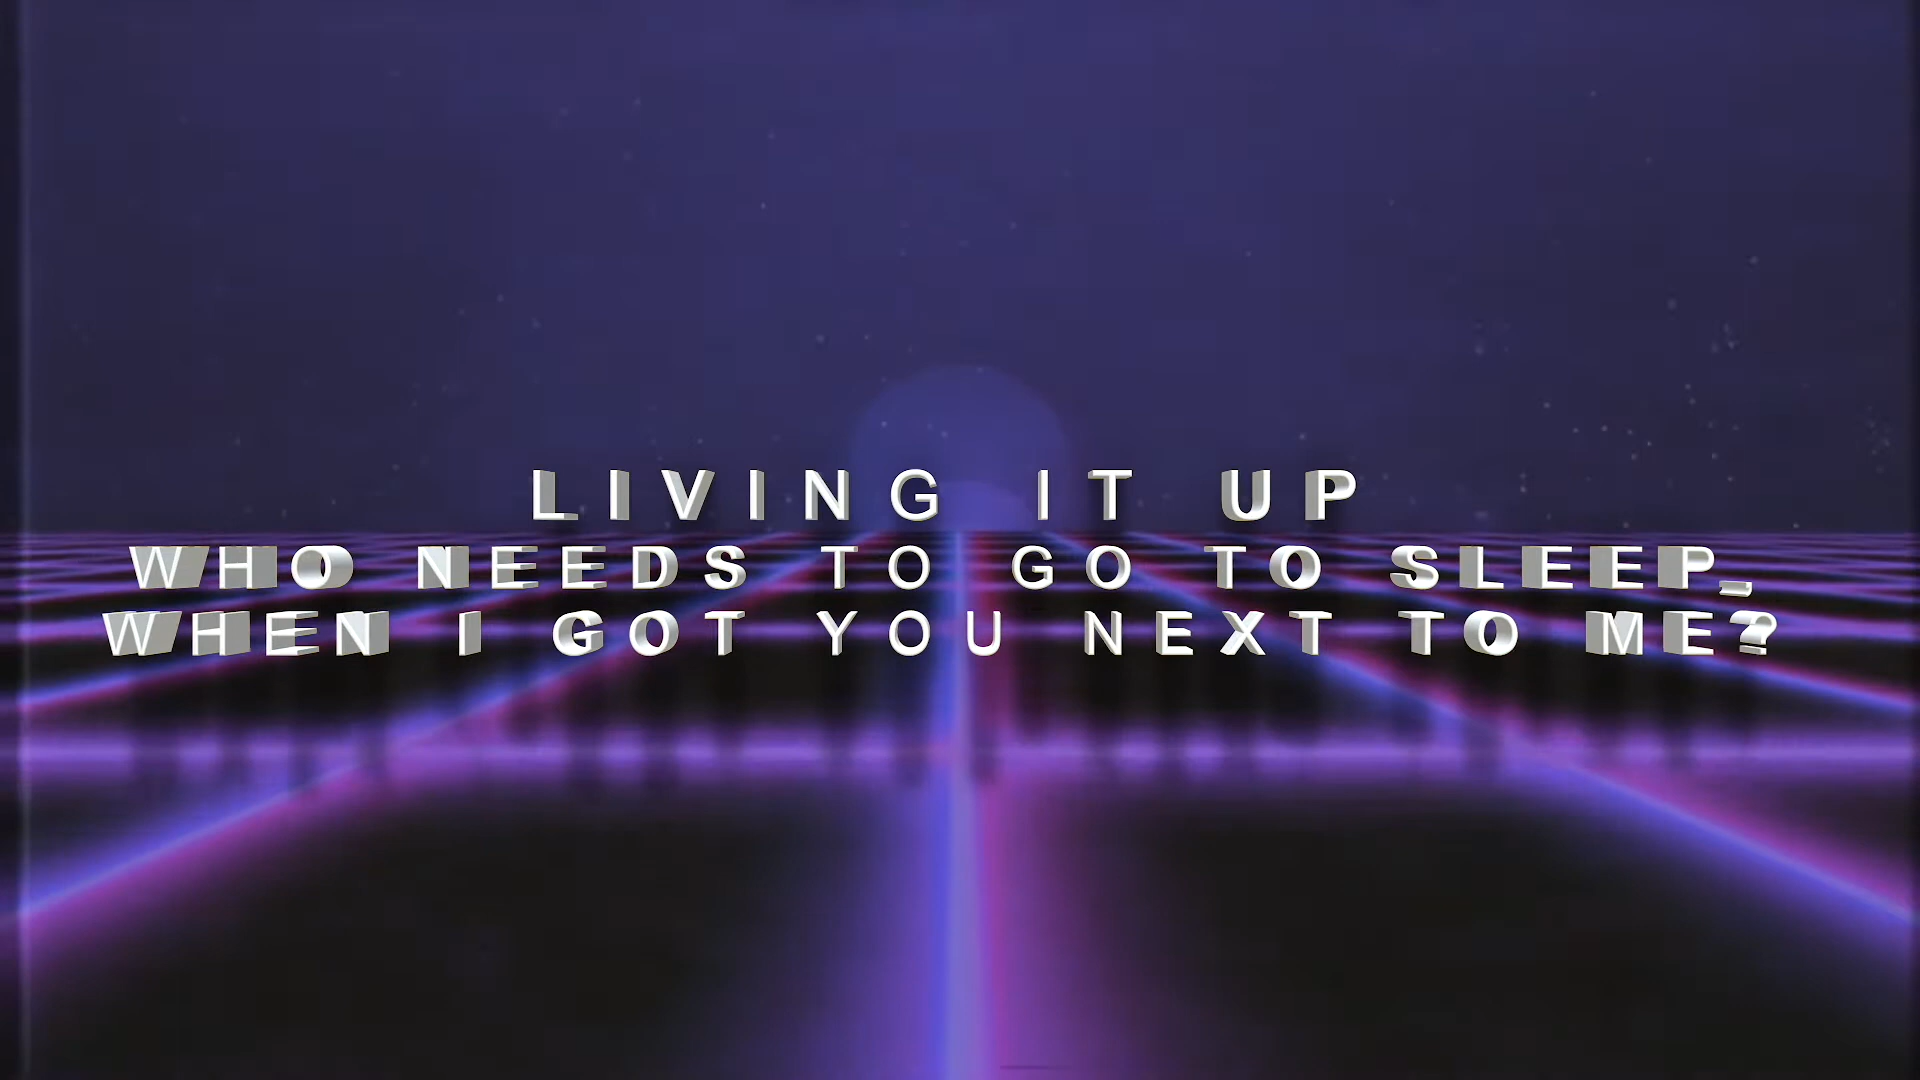 LIVING IT UP
WHO NEEDS TO GO TO SLEEP,
WHEN I GOT YOU NEXT TO ME?